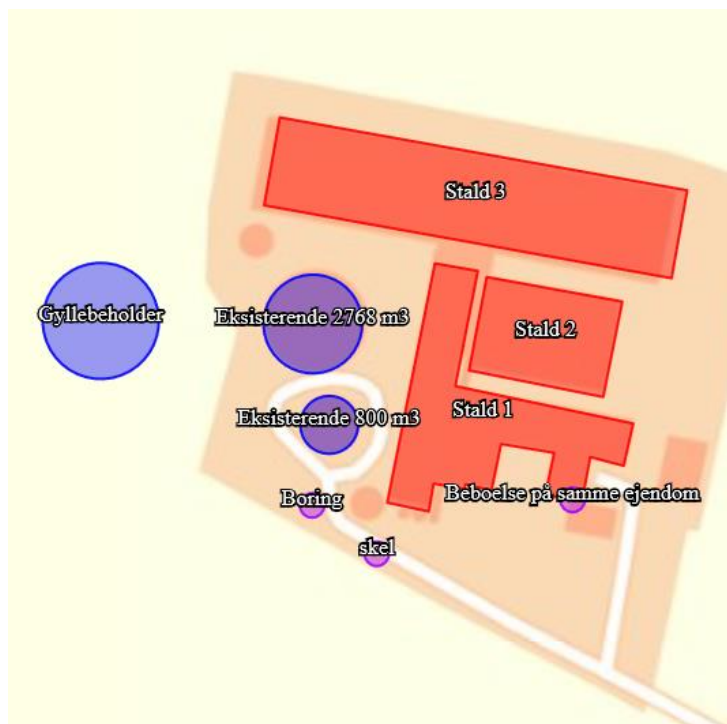 Stald 3
Gyllebeholder
Eksisterende 2768 m3
Stald 2
Stald 1
Eksisterende 800 m3
Beboelse på samme ejendom
Boring
skel